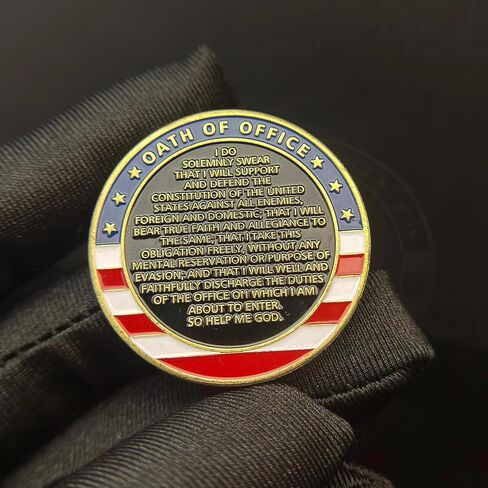 OATH OF OFFICE
I DO
SOLEMNLY SWEAR
THAT I WILL SUPPORT
AND DEFEND THE
CONSTITUTION OF THE UNITED
STATES AGAINST ALL ENEMIES,
FOREIGN AND DOMESTIC; THAT I WILL
BEAR TRUE FAITH AND ALLEGIANCE TO
THE SAME; THAT I TAKE THIS
OBLIGATION FREELY, WITHOUT ANY
MENTAL RESERVATION OR PURPOSE OF
EVASION; AND THAT I WILL WELL AND
FAITHFULLY DISCHARGE THE DUTIES
OF THE OFFICE ON WHICH I AM
ABOUT TO ENTER.
SO HELP ME GOD.